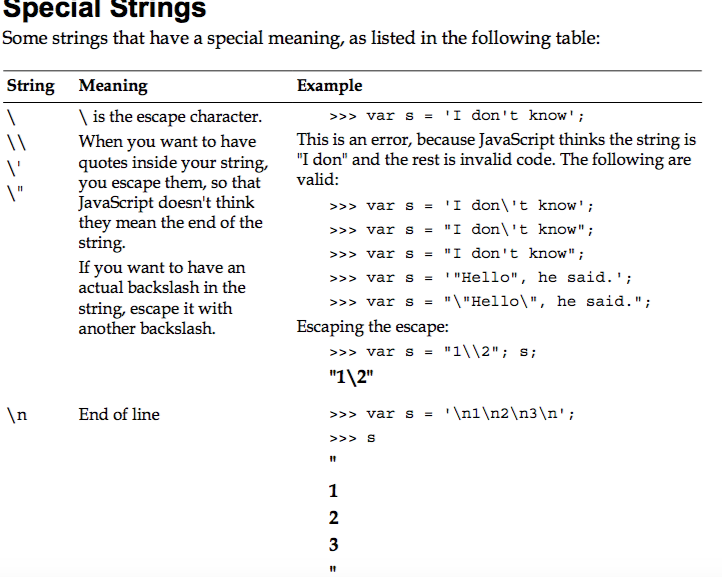 Special Strings
Some strings that have a special meaning, as listed in the following table:
String Meaning Example
\
\\
\'
\"
\ is the escape character.
When you want to have
quotes inside your string,
you escape them, so that
JavaScript doesn't think
they mean the end of the
string.
If you want to have an
actual backslash in the
string, escape it with
another backslash.
>>> var s = 'I don't know';
This is an error, because JavaScript thinks the string is
"I don" and the rest is invalid code. The following are
valid:
>>> var s = 'I don\'t know';
>>> var s = "I don\'t know";
>>> var s = "I don't know";
>>> var s = '"Hello", he said.';
>>> var s = "\"Hello\", he said.";
Escaping the escape:
>>> var s = "1\\2"; s;
"1\2"
\n
End of line
>>> var s = '\n1\n2\n3\n';
>>> s
"
1
2
3
"